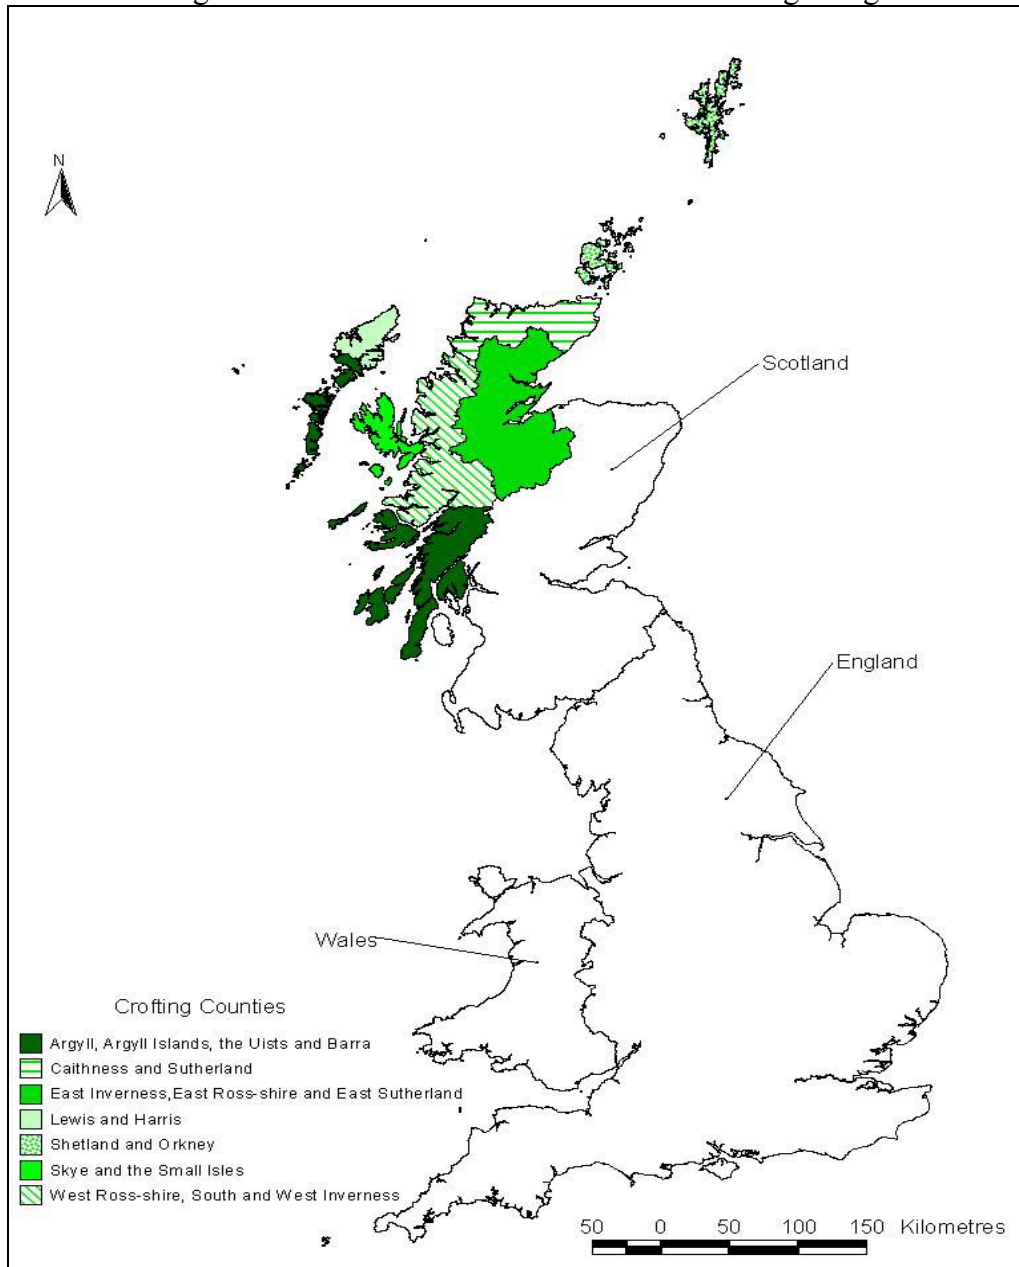 N
Scotland
England
Wales
Crofting Counties
Argyll, Argyll Islands, the Uists and Barra
Caithness and Sutherland
East Inverness,East Ross-shire and East Sutherland
Lewis and Harris
Shetland and Orkney
Skye and the Small Isles
West Ross-shire, South and West Inverness
50 0 50 100 150 Kilometres